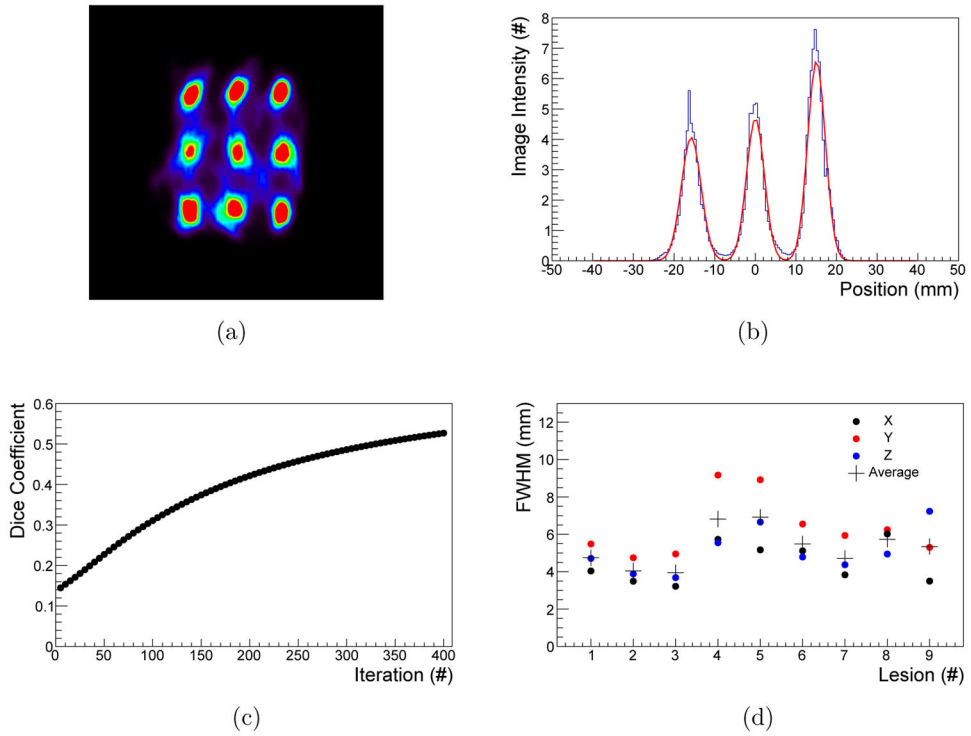 Image Intensity (#)
8
7
6
5
4
3
2
1
0
-50 -40 -30 -20 -10 0 10 20 30 40 50
Position (mm)
(a)
(b)
Dice Coefficient
0.6
0.5
0.4
0.3
0.2
0.1
0
0 50 100 150 200 250 300 350 400
Iteration (#)
FWHM (mm)
12
10
8
6
4
2
0
X
Y
Z
Average
1 2 3 4 5 6 7 8 9
Lesion (#)
(c)
(d)